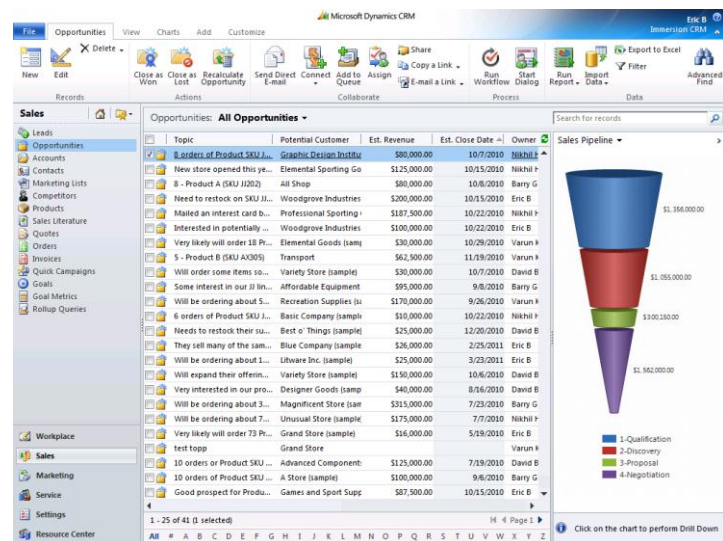 Microsoft Dynamics CRM
Eric B
Immersion CRM
File Opportunities View Charts Add Customize
New
Edit
Delete
Records
Close as Won
Close as Lost
Recalculate Opportunity
Actions
Send Direct E-mail
Connect
Add to Queue
Assign
Share
Copy a Link
E-mail a Link
Collaborate
Run Workflow
Start Dialog
Process
Run Report
Import Data
Export to Excel
Filter
Advanced Find
Data
Sales
Leads
Opportunities
Accounts
Contacts
Marketing Lists
Competitors
Products
Sales Literature
Quotes
Orders
Invoices
Quick Campaigns
Goals
Goal Metrics
Rollup Queries
Workplace
Sales
Marketing
Service
Settings
Resource Center
Opportunities: All Opportunities
Search for records
Topic Potential Customer Est. Revenue Est. Close Date Owner
8 orders of Product SKU J... Graphic Design Institu $80,000.00 10/7/2010 Nikhil H
New store opened this ye... Elemental Sporting Go $125,000.00 10/15/2010 Nikhil H
8 - Product A (SKU JJ202) All Shop $80,000.00 10/8/2010 Barry G
Need to restock on SKU JJ... Woodgrove Industries $200,000.00 10/15/2010 Eric B
Mailed an interest card b... Professional Sporting $187,500.00 10/22/2010 Nikhil H
Interested in potentially ... Woodgrove Industries $100,000.00 10/22/2010 Eric B
Very likely will order 18 Pr... Elemental Goods (samp $30,000.00 10/29/2010 Varun K
5 - Product B (SKU AX305) Transport $62,500.00 11/19/2010 Varun K
Will order some items so... Variety Store (sample) $30,000.00 10/7/2010 David B
Some interest in our JJ lin... Affordable Equipment $95,000.00 9/8/2010 Barry G
Will be ordering about 5... Recreation Supplies (sa $170,000.00 9/26/2010 Varun K
6 orders of Product SKU J... Basic Company (sample $10,000.00 10/22/2010 Nikhil H
Needs to restock their su... Best o' Things (sample) $25,000.00 12/20/2010 David B
They sell many of the sam... Blue Company (sample $26,000.00 2/25/2011 Eric B
Will be ordering about 1... Litware Inc. (sample) $25,000.00 3/23/2011 Eric B
Will expand their offerin... Variety Store (sample) $150,000.00 10/6/2010 David B
Very interested in our pro... Designer Goods (samp $40,000.00 8/16/2010 David B
Will be ordering about 3... Magnificent Store (sam $315,000.00 7/23/2010 Barry G
Will be ordering about 7... Unusual Store (sample) $175,000.00 7/7/2010 Nikhil H
Very likely will order 73 Pr... Grand Store (sample) $16,000.00 5/19/2010 Eric B
test topp Grand Store Varun K
10 orders or Product SKU ... Advanced Component $125,000.00 7/19/2010 David B
10 orders of Product SKU ... A Store (sample) $100,000.00 9/6/2010 Barry G
Good prospect for Produ... Games and Sport Supp $87,500.00 10/15/2010 Eric B
1 - 25 of 41 (1 selected) Page 1
All # A B C D E F G H I J K L M N O P Q R S T U V W X Y Z
Sales Pipeline
$1,356,000.00
$1,055,000.00
$300,150.00
$1,562,000.00
1-Qualification
2-Discovery
3-Proposal
4-Negotiation
Click on the chart to perform Drill Down